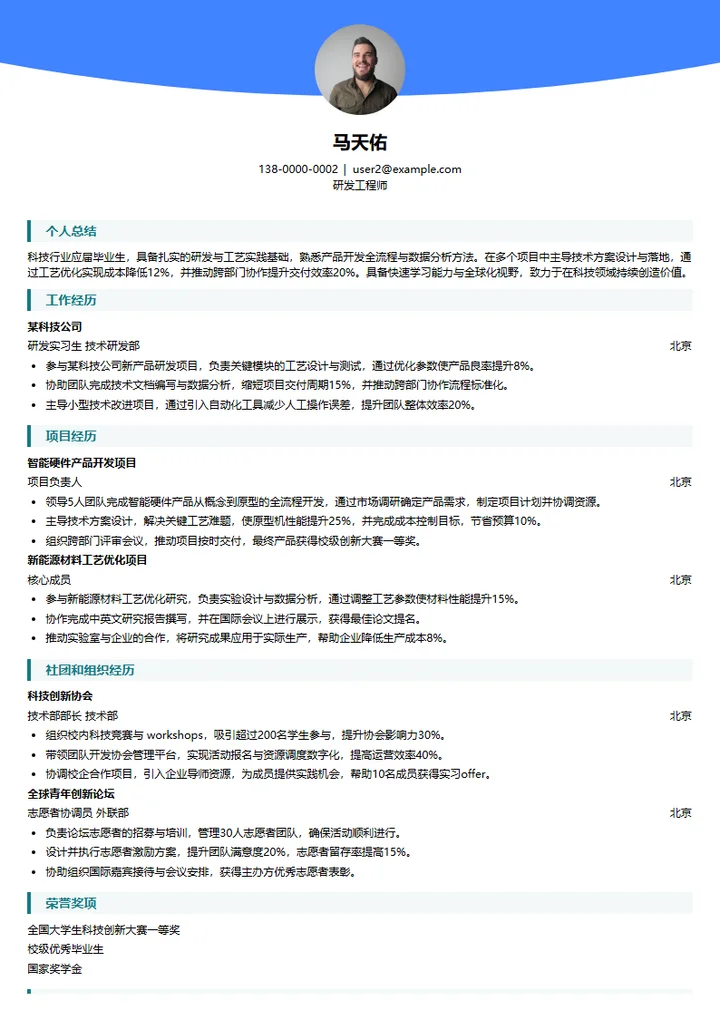 马天佑
138-0000-0002 | user2@example.com
研发工程师
个人总结
科技行业应届毕业生，具备扎实的研发与工艺实践基础，熟悉产品开发全流程与数据分析方法。在多个项目中主导技术方案设计与落地，通
过工艺优化实现成本降低12%，并推动跨部门协作提升交付效率20%。具备快速学习能力与全球化视野，致力于在科技领域持续创造价值。
工作经历
某科技公司
研发实习生 技术研发部 北京
• 参与某科技公司新产品研发项目，负责关键模块的工艺设计与测试，通过优化参数使产品良率提升8%。
• 协助团队完成技术文档编写与数据分析，缩短项目交付周期15%，并推动跨部门协作流程标准化。
• 主导小型技术改进项目，通过引入自动化工具减少人工操作误差，提升团队整体效率20%。
项目经历
智能硬件产品开发项目
项目负责人 北京
• 领导5人团队完成智能硬件产品从概念到原型的全流程开发，通过市场调研确定产品需求，制定项目计划并协调资源。
• 主导技术方案设计，解决关键工艺难题，使原型机性能提升25%，并完成成本控制目标，节省预算10%。
• 组织跨部门评审会议，推动项目按时交付，最终产品获得校级创新大赛一等奖。
新能源材料工艺优化项目
核心成员 北京
• 参与新能源材料工艺优化研究，负责实验设计与数据分析，通过调整工艺参数使材料性能提升15%。
• 协作完成中英文研究报告撰写，并在国际会议上进行展示，获得最佳论文提名。
• 推动实验室与企业的合作，将研究成果应用于实际生产，帮助企业降低生产成本8%。
社团和组织经历
科技创新协会
技术部部长 技术部 北京
• 组织校内科技竞赛与 workshops，吸引超过200名学生参与，提升协会影响力30%。
• 带领团队开发协会管理平台，实现活动报名与资源调度数字化，提高运营效率40%。
• 协调校企合作项目，引入企业导师资源，为成员提供实践机会，帮助10名成员获得实习offer。
全球青年创新论坛
志愿者协调员 外联部 北京
• 负责论坛志愿者的招募与培训，管理30人志愿者团队，确保活动顺利进行。
• 设计并执行志愿者激励方案，提升团队满意度20%，志愿者留存率提高15%。
• 协助组织国际嘉宾接待与会议安排，获得主办方优秀志愿者表彰。
荣誉奖项
全国大学生科技创新大赛一等奖
校级优秀毕业生
国家奖学金